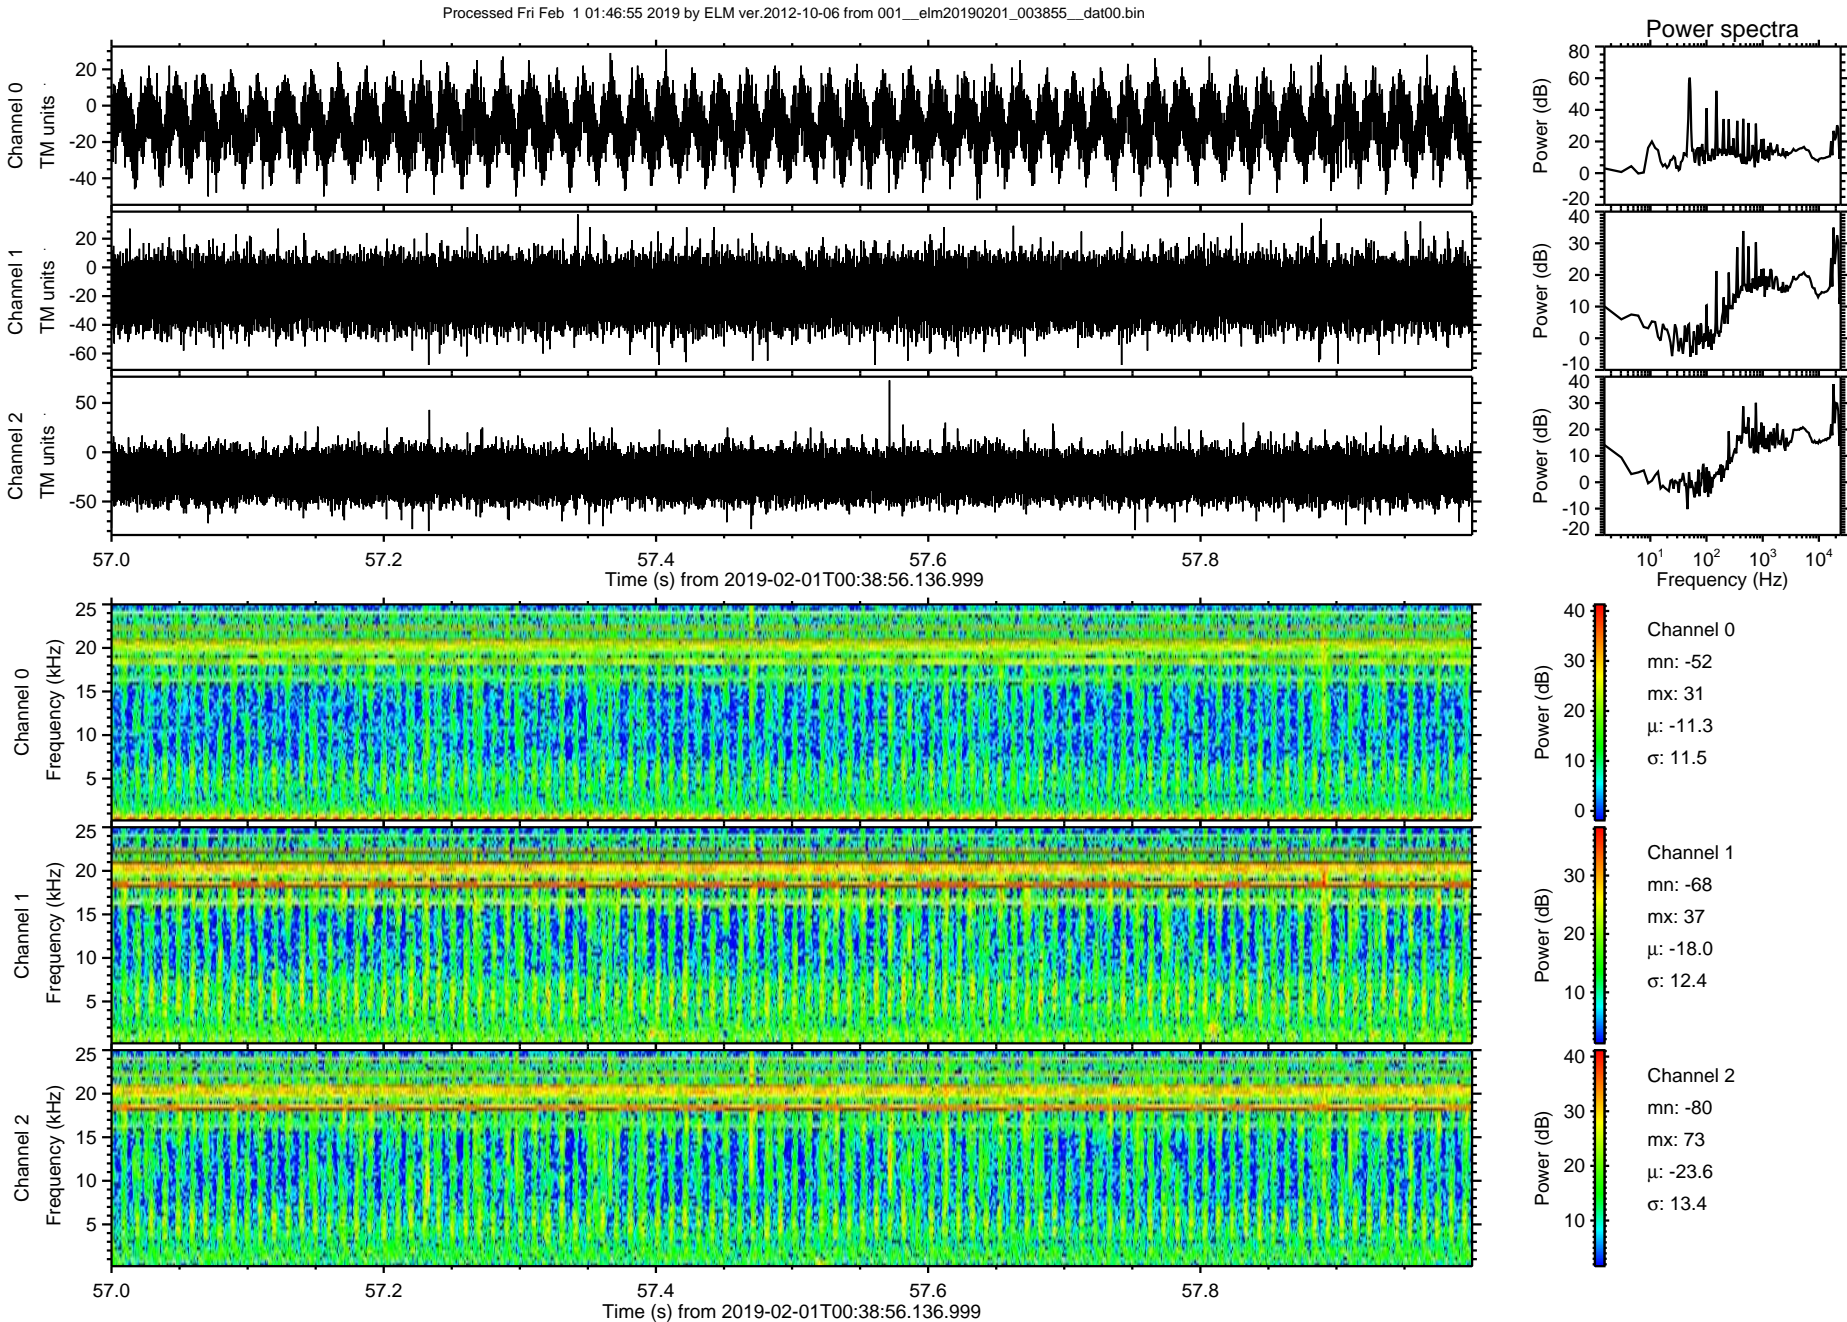 Processed Fri Feb  1 01:46:55 2019 by ELM ver.2012-10-06 from 001__elm20190201_003855__dat00.bin
Power spectra
Channel 0
TM units
20
0
-20
-40
Power (dB)
80
60
40
20
0
-20
Channel 1
TM units
20
0
-20
-40
-60
Power (dB)
40
30
20
10
0
-10
Channel 2
TM units
50
0
-50
Power (dB)
40
30
20
10
0
-10
-20
57.0
57.2
57.4
57.6
57.8
Time (s) from 2019-02-01T00:38:56.136.999
10^1
10^2
10^3
10^4
Frequency (Hz)
Channel 0
Frequency (kHz)
25
20
15
10
5
Power (dB)
40
30
20
10
0
Channel 0
mn: -52
mx: 31
μ: -11.3
σ: 11.5
Channel 1
Frequency (kHz)
25
20
15
10
5
Power (dB)
30
20
10
Channel 1
mn: -68
mx: 37
μ: -18.0
σ: 12.4
Channel 2
Frequency (kHz)
25
20
15
10
5
Power (dB)
40
30
20
10
Channel 2
mn: -80
mx: 73
μ: -23.6
σ: 13.4
57.0
57.2
57.4
57.6
57.8
Time (s) from 2019-02-01T00:38:56.136.999